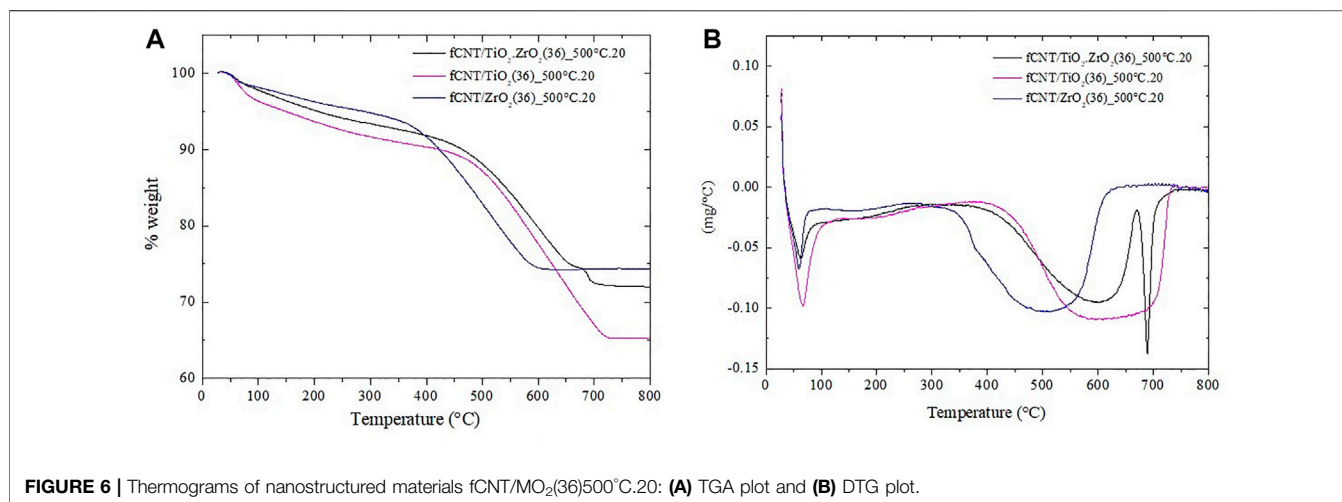 A
fCNT/TiO₂.ZrO₂(36)_500°C.20
fCNT/TiO₂(36)_500°C.20
fCNT/ZrO₂(36)_500°C.20
100
90
80
70
60
% weight
0 100 200 300 400 500 600 700 800
Temperature (°C)
B
fCNT/TiO₂.ZrO₂(36)_500°C.20
fCNT/TiO₂(36)_500°C.20
fCNT/ZrO₂(36)_500°C.20
0.10
0.05
0.00
-0.05
-0.10
-0.15
(mg/°C)
0 100 200 300 400 500 600 700 800
Temperature (°C)
FIGURE 6 | Thermograms of nanostructured materials fCNT/MO₂(36)500°C.20: (A) TGA plot and (B) DTG plot.